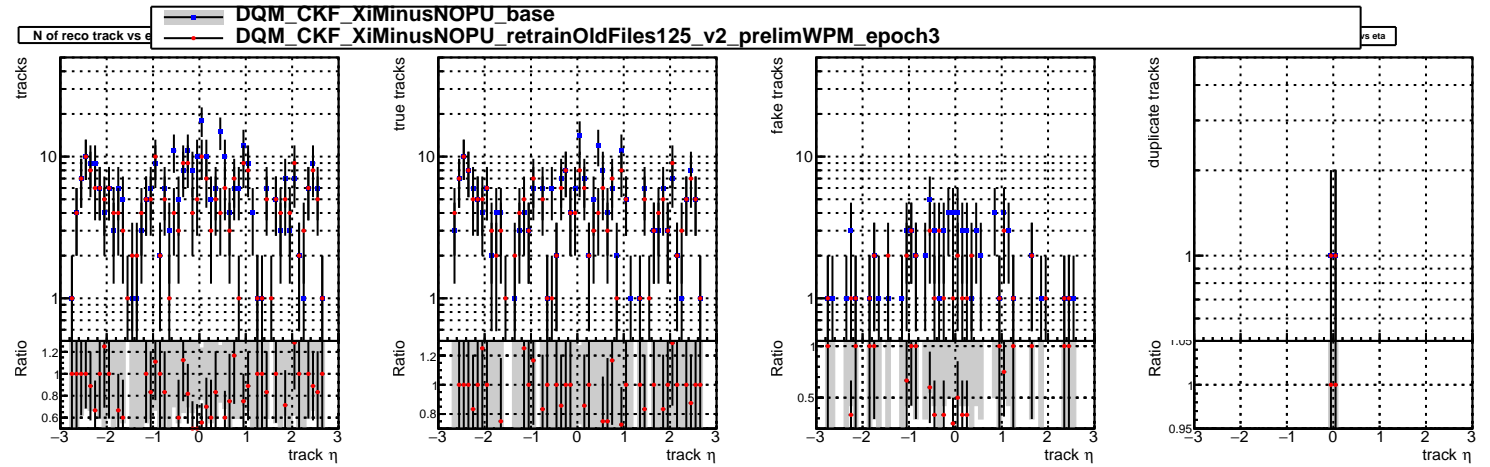 DQM_CKF_XiMinusNOPU_base
DQM_CKF_XiMinusNOPU_retrainOldFiles125_v2_prelimWPM_epoch3
N of reco track vs e
vs eta
tracks
10
1
Ratio
1.2
1
0.8
0.6
−3 −2 −1 0 1 2 3
track η
true tracks
10
1
Ratio
1.2
1
0.8
−3 −2 −1 0 1 2 3
track η
fake tracks
10
1
Ratio
1
0.5
−3 −2 −1 0 1 2 3
track η
duplicate tracks
1
Ratio
1.05
1
0.95
−3 −2 −1 0 1 2 3
track η